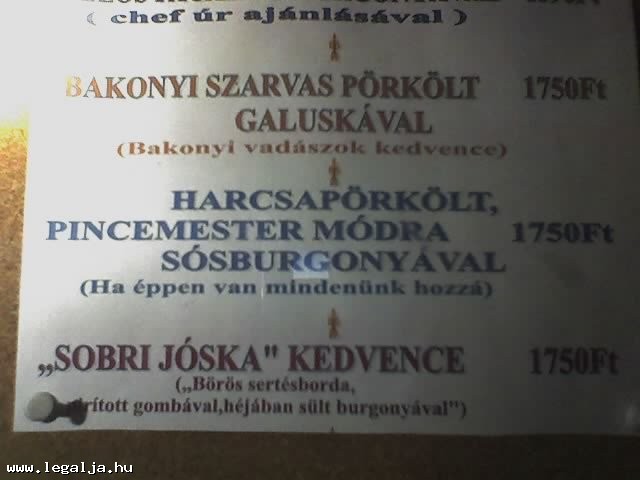 ( chef úr ajánlásával )
BAKONYI SZARVAS PÖRKÖLT 1750Ft
GALUSKÁVAL
(Bakonyi vadászok kedvence)
HARCSAPÖRKÖLT,
PINCEMESTER MÓDRA 1750Ft
SÓSBURGONYÁVAL
(Ha éppen van mindenünk hozzá)
„SOBRI JÓSKA" KEDVENCE 1750Ft
(„Börös sertésborda,
gombával,héjában sült burgonyával")
www.legalja.hu